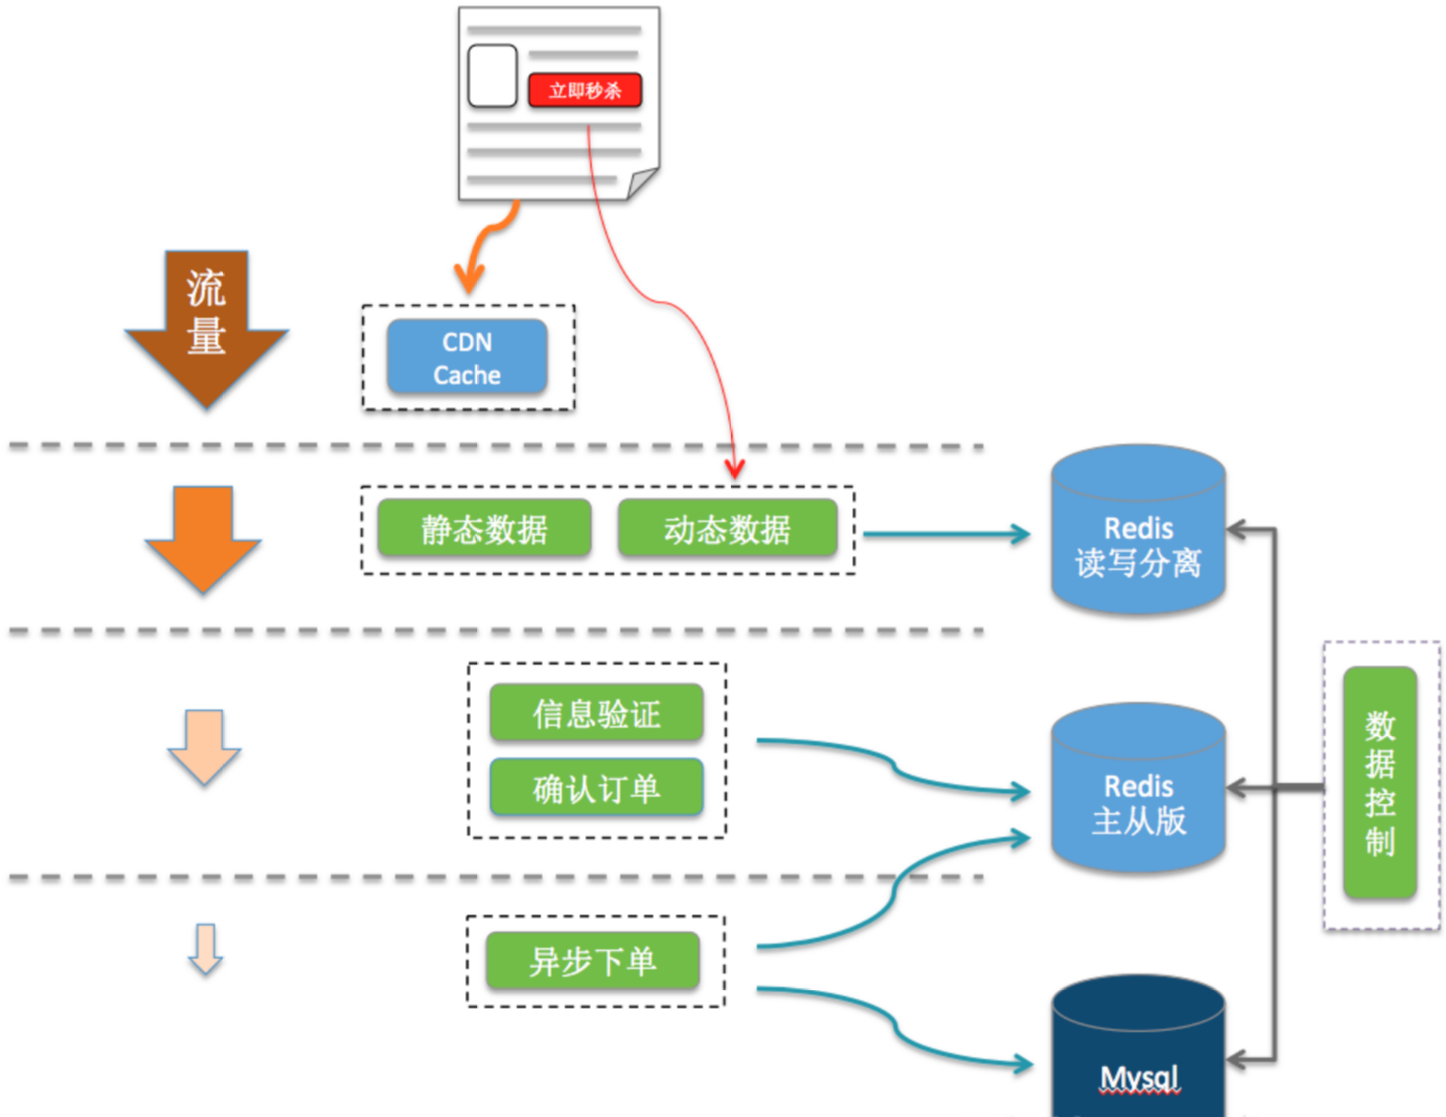 立即秒杀
流
量
CDN
Cache
静态数据
动态数据
Redis
读写分离
信息验证
确认订单
Redis
主从版
数
据
控
制
异步下单
Mysql